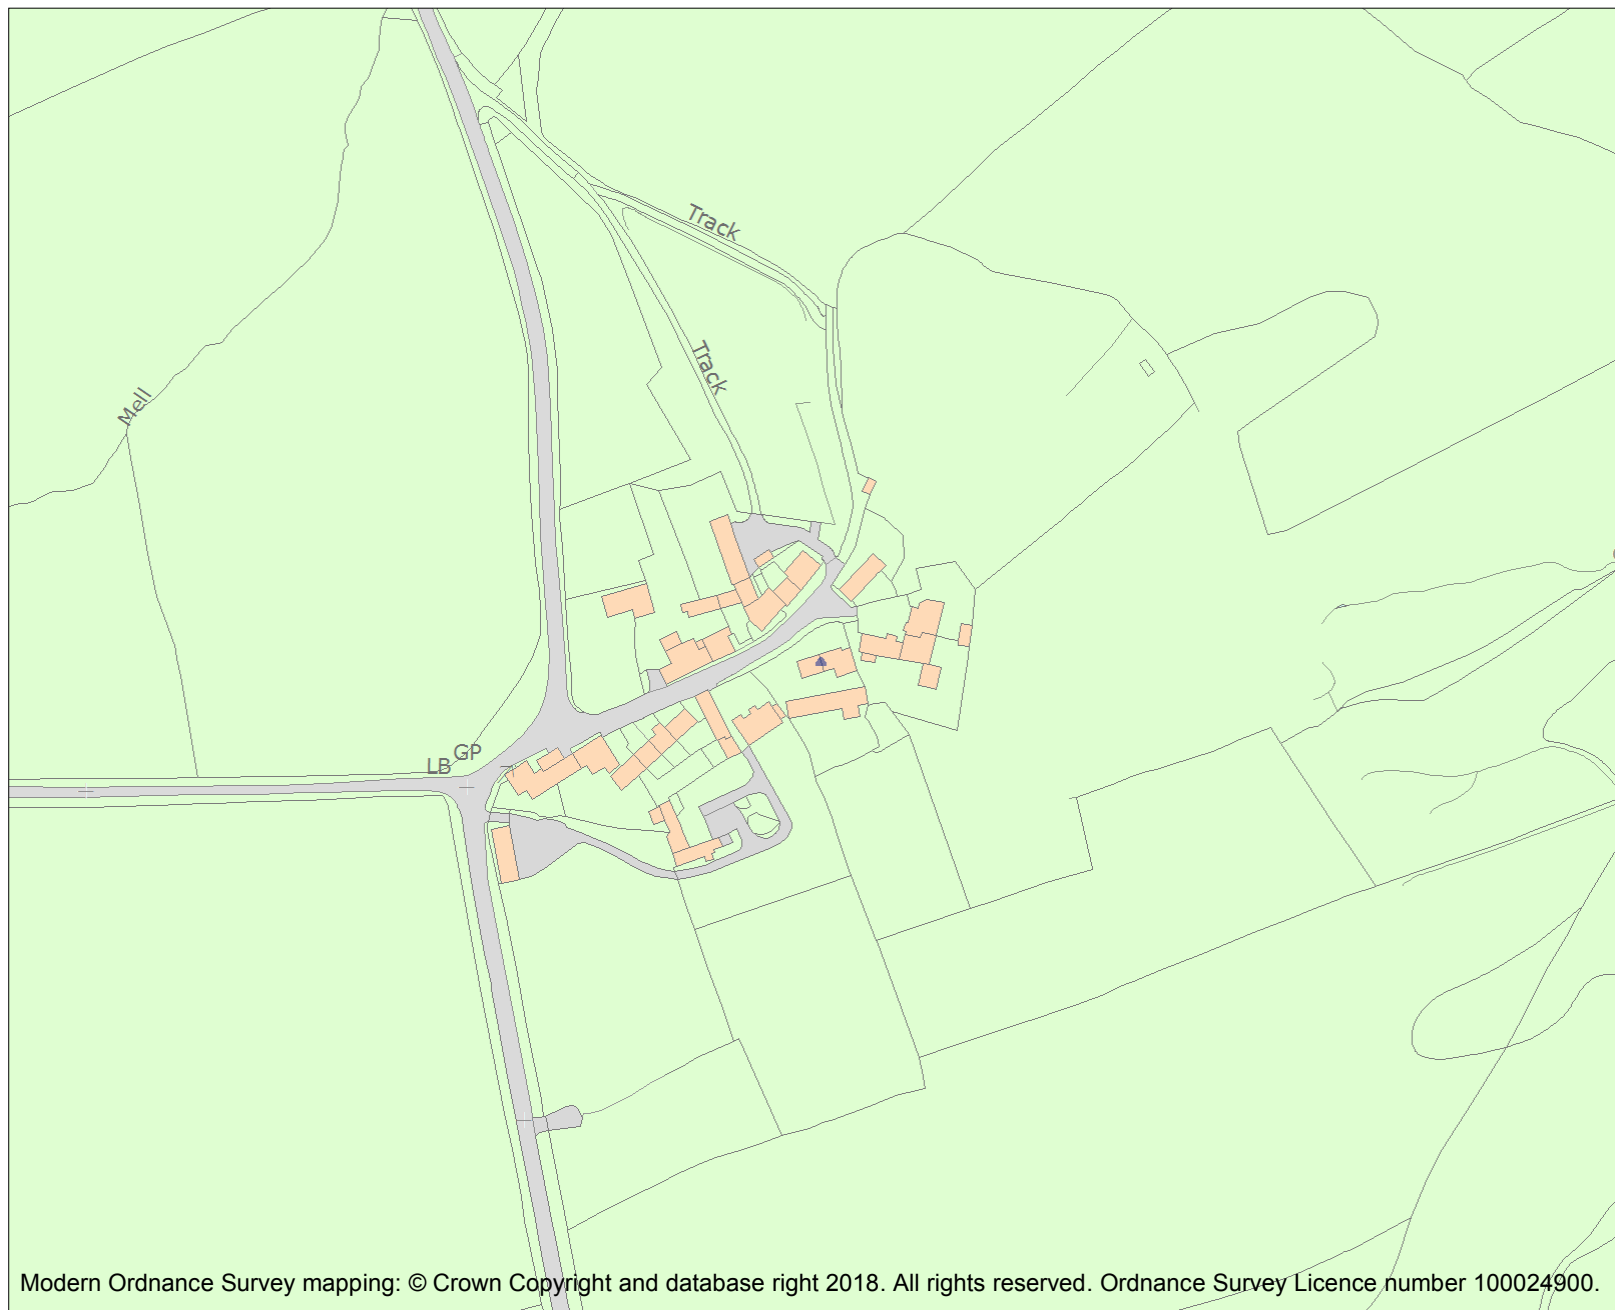 Track
Track
Mell
GP
LB
Modern Ordnance Survey mapping: © Crown Copyright and database right 2018. All rights reserved. Ordnance Survey Licence number 100024900.